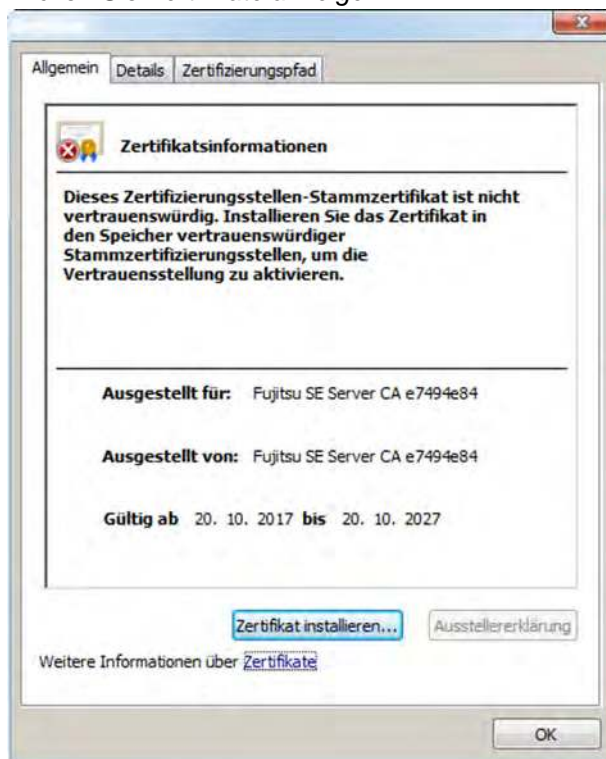 Allgemein Details Zertifizierungspfad
Zertifikatsinformationen
Dieses Zertifizierungsstellen-Stammzertifikat ist nicht
vertrauenswürdig. Installieren Sie das Zertifikat in
den Speicher vertrauenswürdiger
Stammzertifizierungsstellen, um die
Vertrauensstellung zu aktivieren.
Ausgestellt für: Fujitsu SE Server CA e7494e84
Ausgestellt von: Fujitsu SE Server CA e7494e84
Gültig ab 20. 10. 2017 bis 20. 10. 2027
Zertifikat installieren... Ausstellererklärung
Weitere Informationen über Zertifikate
OK